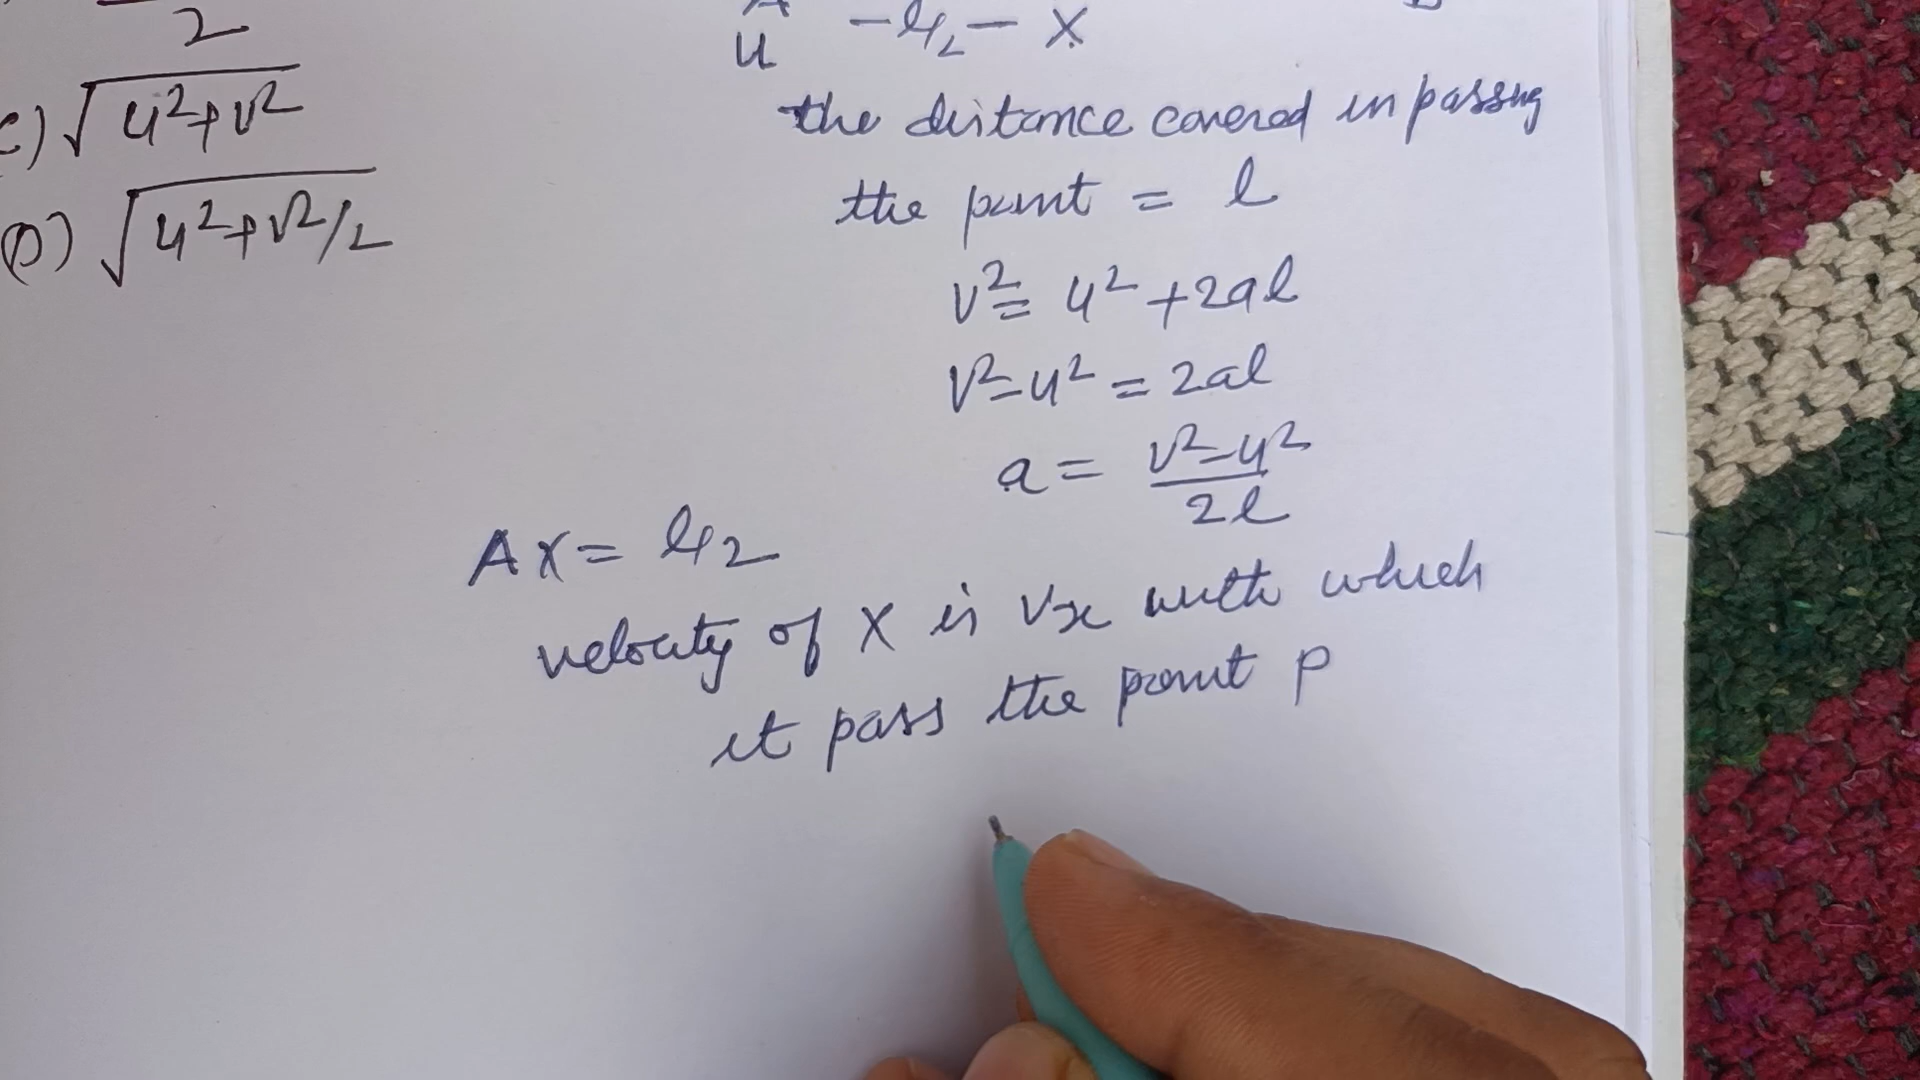 2
C) √u²+v²
(D) √u²+v²/2
u - l/2 - X
the distance covered in passing
the point = l
v² = u² + 2al
v² - u² = 2al
a = v² - u² / 2l
AX = l/2
velocity of X is Vx with which
it pass the point P